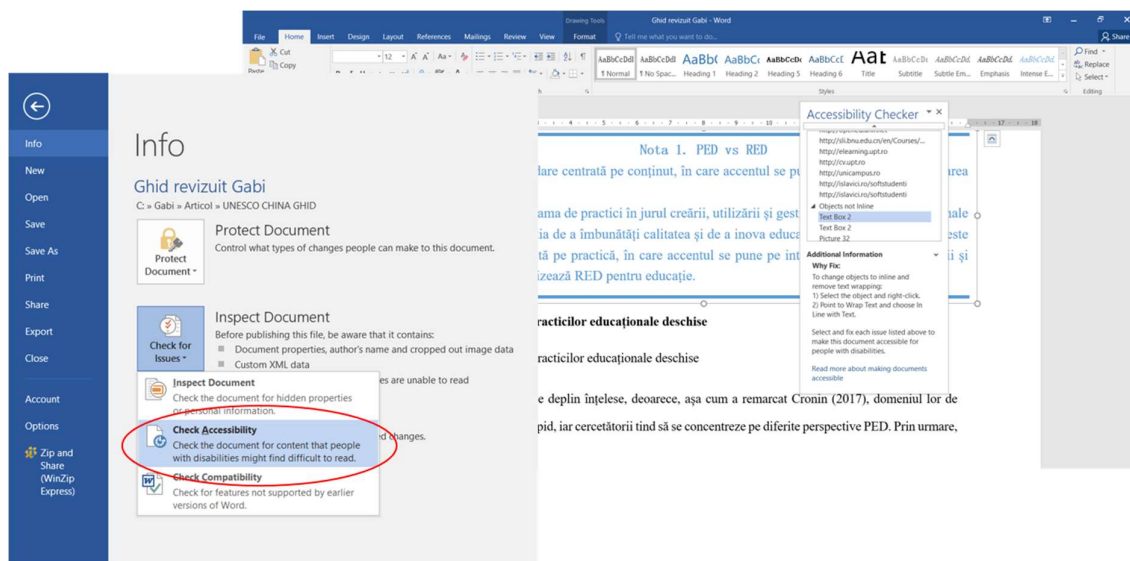 Drawing Tools
Ghid revizuit Gabi - Word
File Home Insert Design Layout References Mailings Review View Format Tell me what you want to do... Share
Cut
Copy
Paste
12
AaBbCcDdI AaBbCcDdI AaBb( AaBbCc AaBbCcDc AaBbCcI AaI AaBbCcDc AaBbCcDd AaBbCcDd AaBbCcDd
¶ Normal ¶ No Spac... Heading 1 Heading 2 Heading 5 Heading 6 Title Subtitle Subtle Em... Emphasis Intense E...
Styles
Find
Replace
Select
Editing
Info
New
Open
Save
Save As
Print
Share
Export
Close
Account
Options
Zip and
Share
(WinZip
Express)
Info
Ghid revizuit Gabi
C: » Gabi » Articol » UNESCO CHINA GHID
Protect
Document
Protect Document
Control what types of changes people can make to this document.
Check for
Issues
Inspect Document
Before publishing this file, be aware that it contains:
Document properties, author's name and cropped out image data
Custom XML data
es are unable to read
ed changes.
Inspect Document
Check the document for hidden properties
or personal information.
Check Accessibility
Check the document for content that people
with disabilities might find difficult to read.
Check Compatibility
Check for features not supported by earlier
versions of Word.
Nota 1. PED vs RED
dare centrată pe conținut, în care accentul se pu
area
ama de practici în jurul creării, utilizării și gest
nale
ia de a îmbunătăți calitatea și de a inova educa
este
tă pe practică, în care accentul se pune pe int
ii și
izează RED pentru educație.
racticilor educaționale deschise
racticilor educaționale deschise
e deplin înțelese, deoarece, așa cum a remarcat Cronin (2017), domeniul lor de
pid, iar cercetătorii tind să se concentreze pe diferite perspective PED. Prin urmare,
Accessibility Checker
http://sli.bnu.edu.cn/en/Courses/...
http://elearning.upt.ro
http://cv.upt.ro
http://unicampus.ro
http://islavici.ro/softstudenti
http://islavici.ro/softstudenti
Objects not Inline
Text Box 2
Text Box 2
Picture 32
Additional Information
Why Fix:
To change objects to inline and
remove text wrapping:
1) Select the object and right-click.
2) Point to Wrap Text and choose In
Line with Text.
Select and fix each issue listed above to
make this document accessible for
people with disabilities.
Read more about making documents
accessible